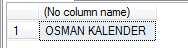 (No column name)
1 OSMAN KALENDER